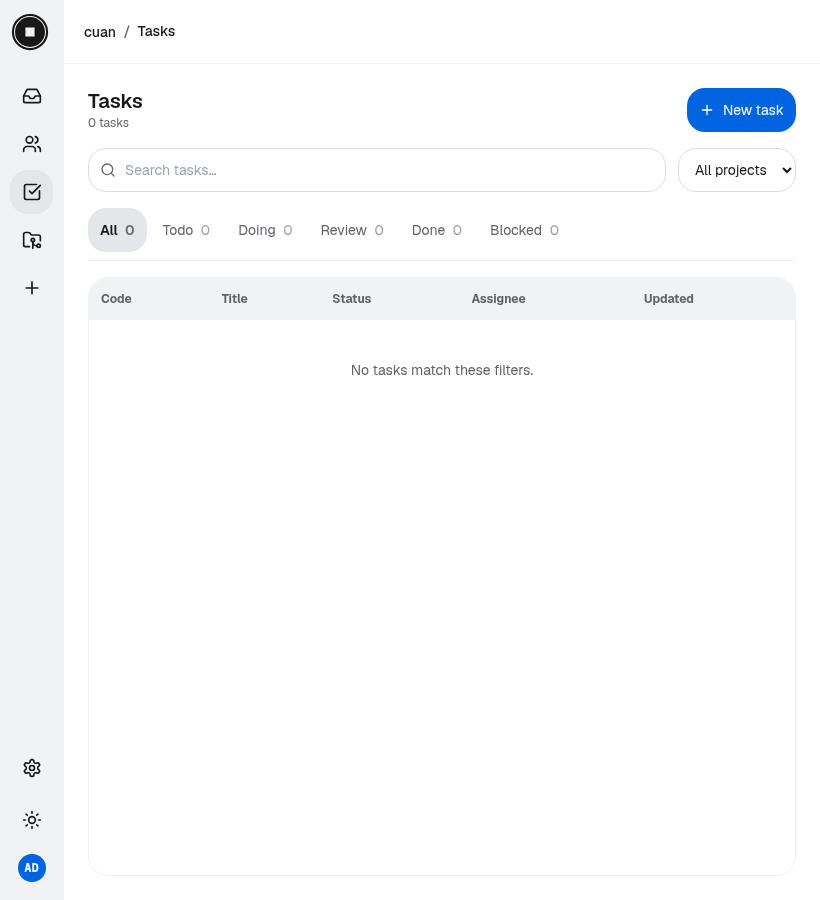 cuan / Tasks
Tasks
0 tasks
New task
Search tasks...
All projects
All 0 Todo 0 Doing 0 Review 0 Done 0 Blocked 0
Code Title Status Assignee Updated
No tasks match these filters.
AD